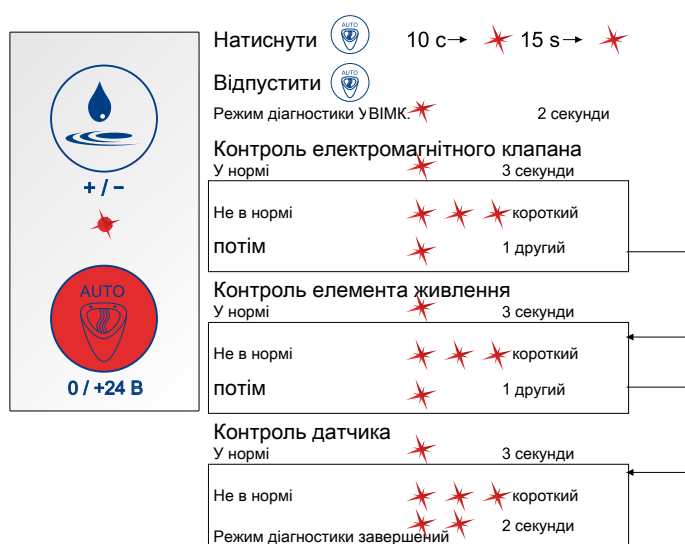 + / –
AUTO
0 / +24 В
Натиснути AUTO 10 с 15 s
Відпустити AUTO
Режим діагностики УВІМК. 2 секунди
Контроль електромагнітного клапана
У нормі 3 секунди
Не в нормі короткий
потім 1 другий
Контроль елемента живлення
У нормі 3 секунди
Не в нормі короткий
потім 1 другий
Контроль датчика
У нормі 3 секунди
Не в нормі короткий
Режим діагностики завершений 2 секунди